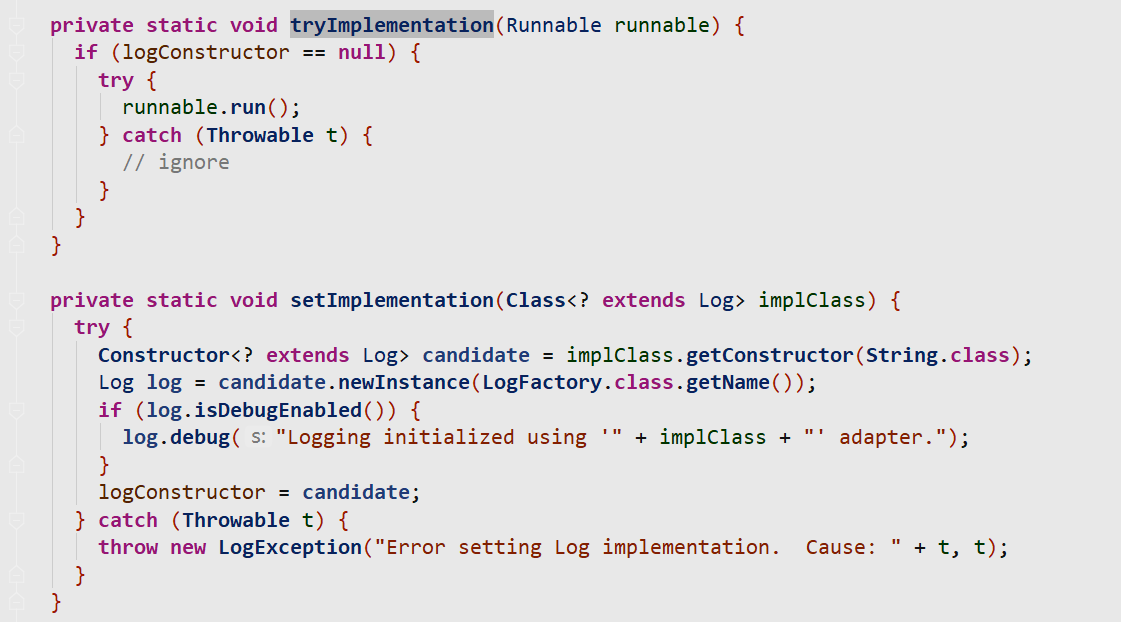 private static void tryImplementation(Runnable runnable) {
  if (logConstructor == null) {
    try {
      runnable.run();
    } catch (Throwable t) {
      // ignore
    }
  }
}

private static void setImplementation(Class<? extends Log> implClass) {
  try {
    Constructor<? extends Log> candidate = implClass.getConstructor(String.class);
    Log log = candidate.newInstance(LogFactory.class.getName());
    if (log.isDebugEnabled()) {
      log.debug( s: "Logging initialized using '" + implClass + "' adapter.");
    }
    logConstructor = candidate;
  } catch (Throwable t) {
    throw new LogException("Error setting Log implementation.  Cause: " + t, t);
  }
}